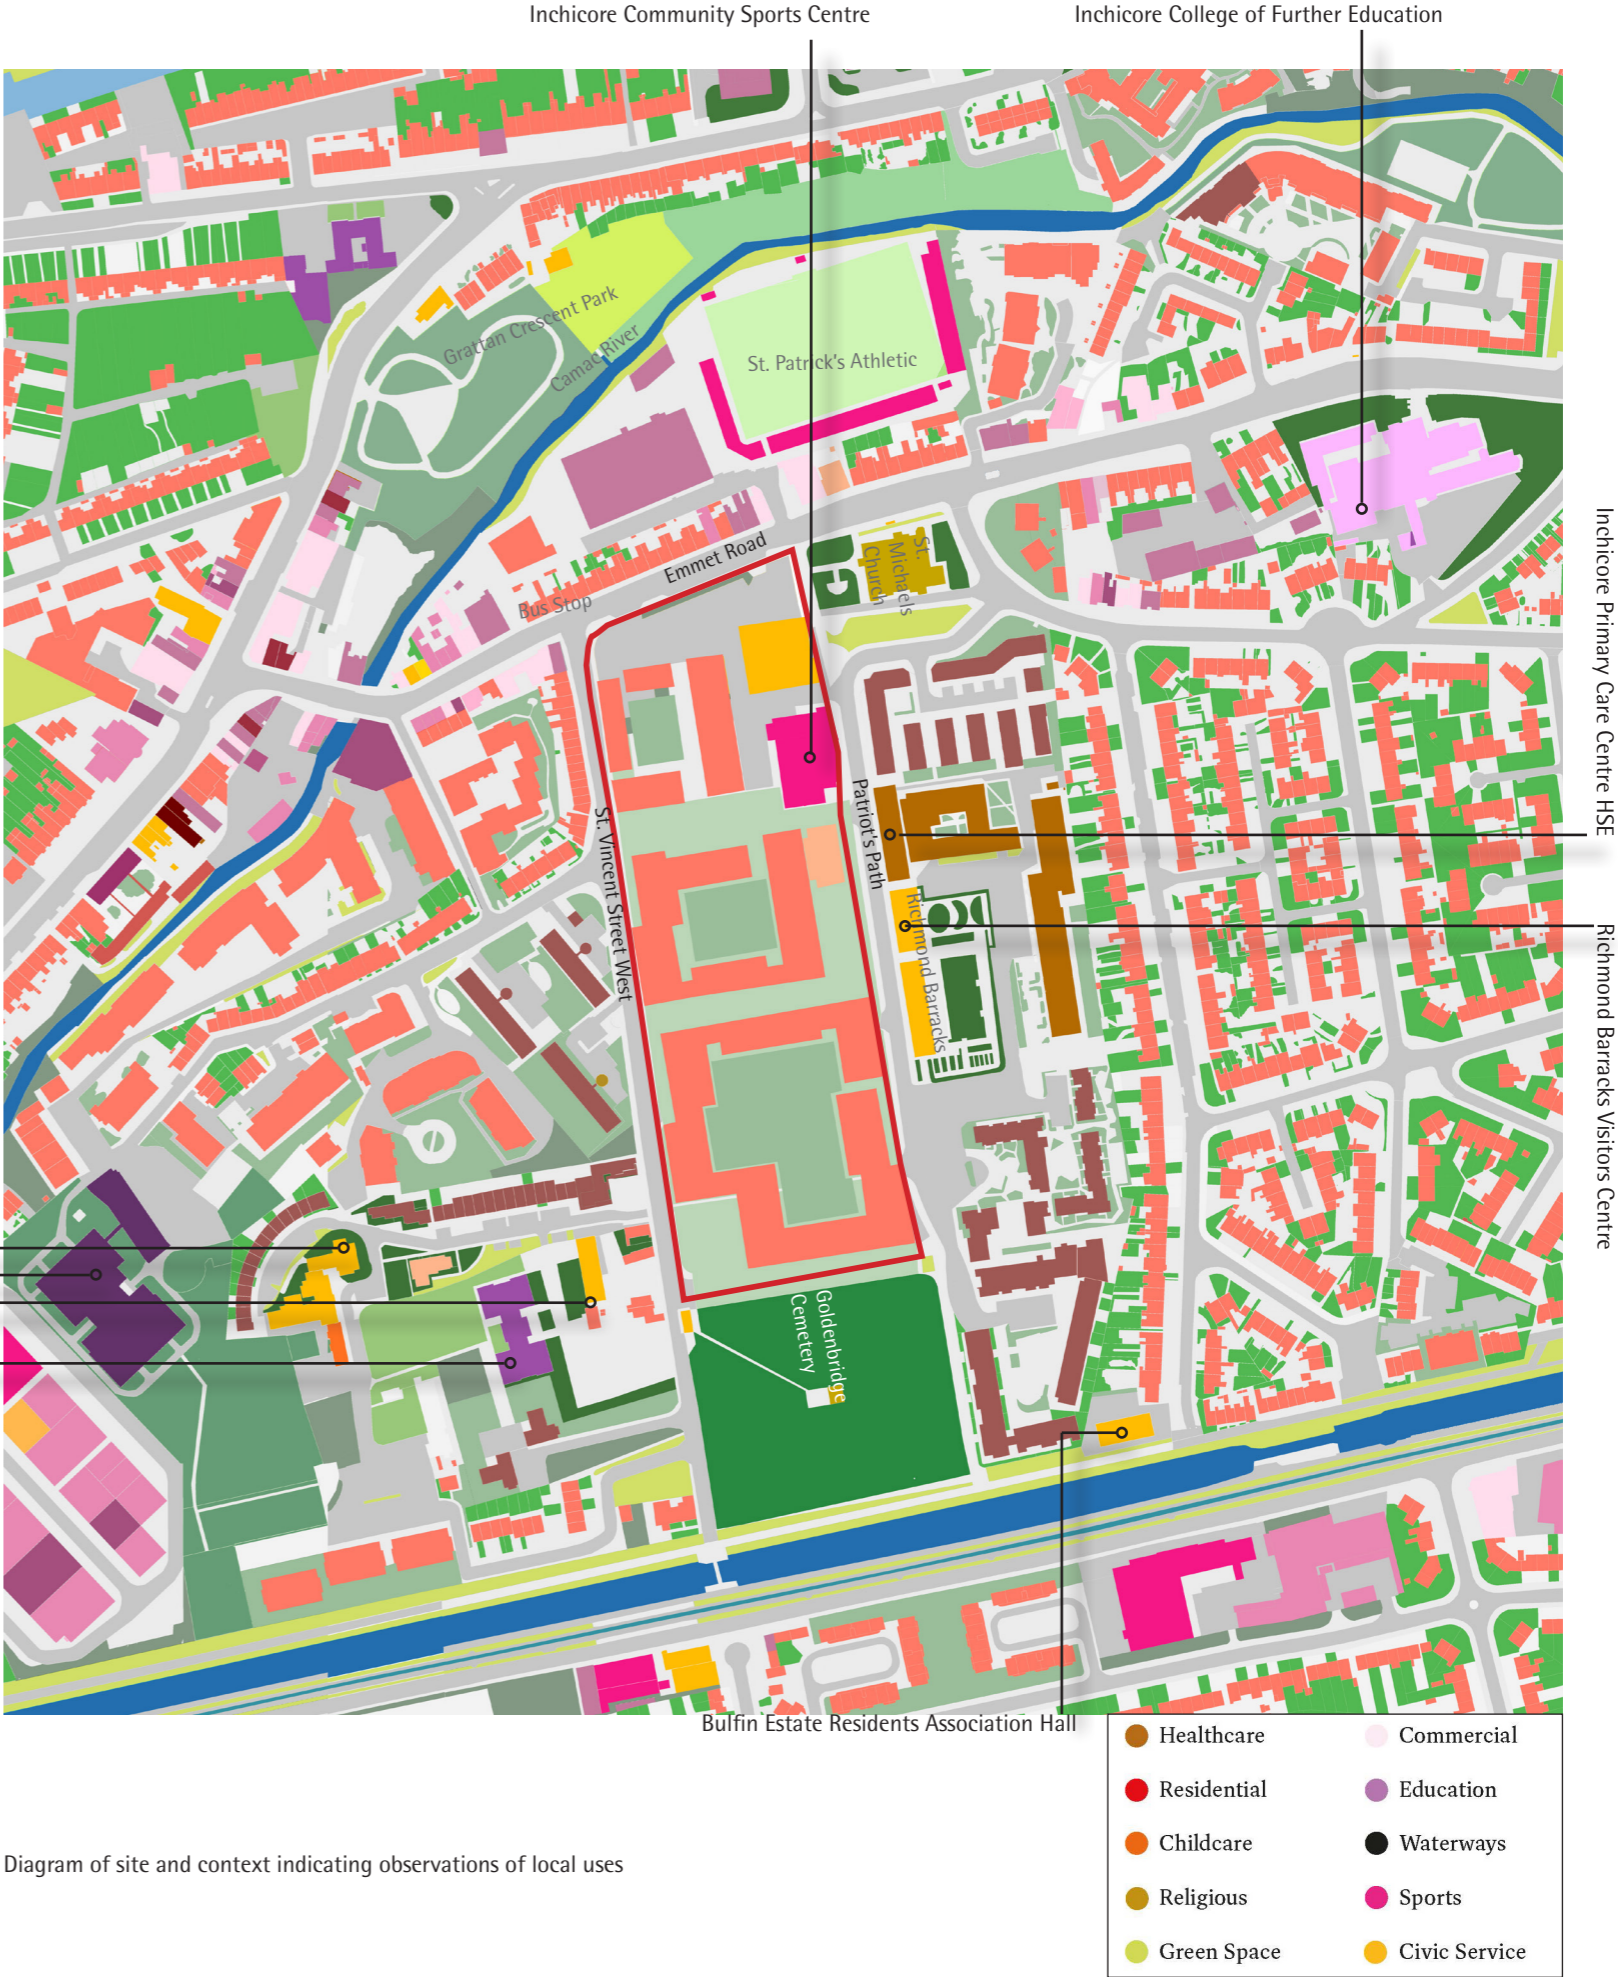 Inchicore Community Sports Centre
Inchicore College of Further Education
Grattan Crescent Park
Camac River
St. Patrick's Athletic
Emmet Road
Bus Stop
St.
Michaels
Church
Inchicore Primary Care Centre HSE
Patriot's Path
St. Vincent Street West
Richmond Barracks
Richmond Barracks Visitors Centre
Goldenbridge
Cemetery
Bulfin Estate Residents Association Hall
Healthcare
Commercial
Residential
Education
Childcare
Waterways
Religious
Sports
Green Space
Civic Service
Diagram of site and context indicating observations of local uses